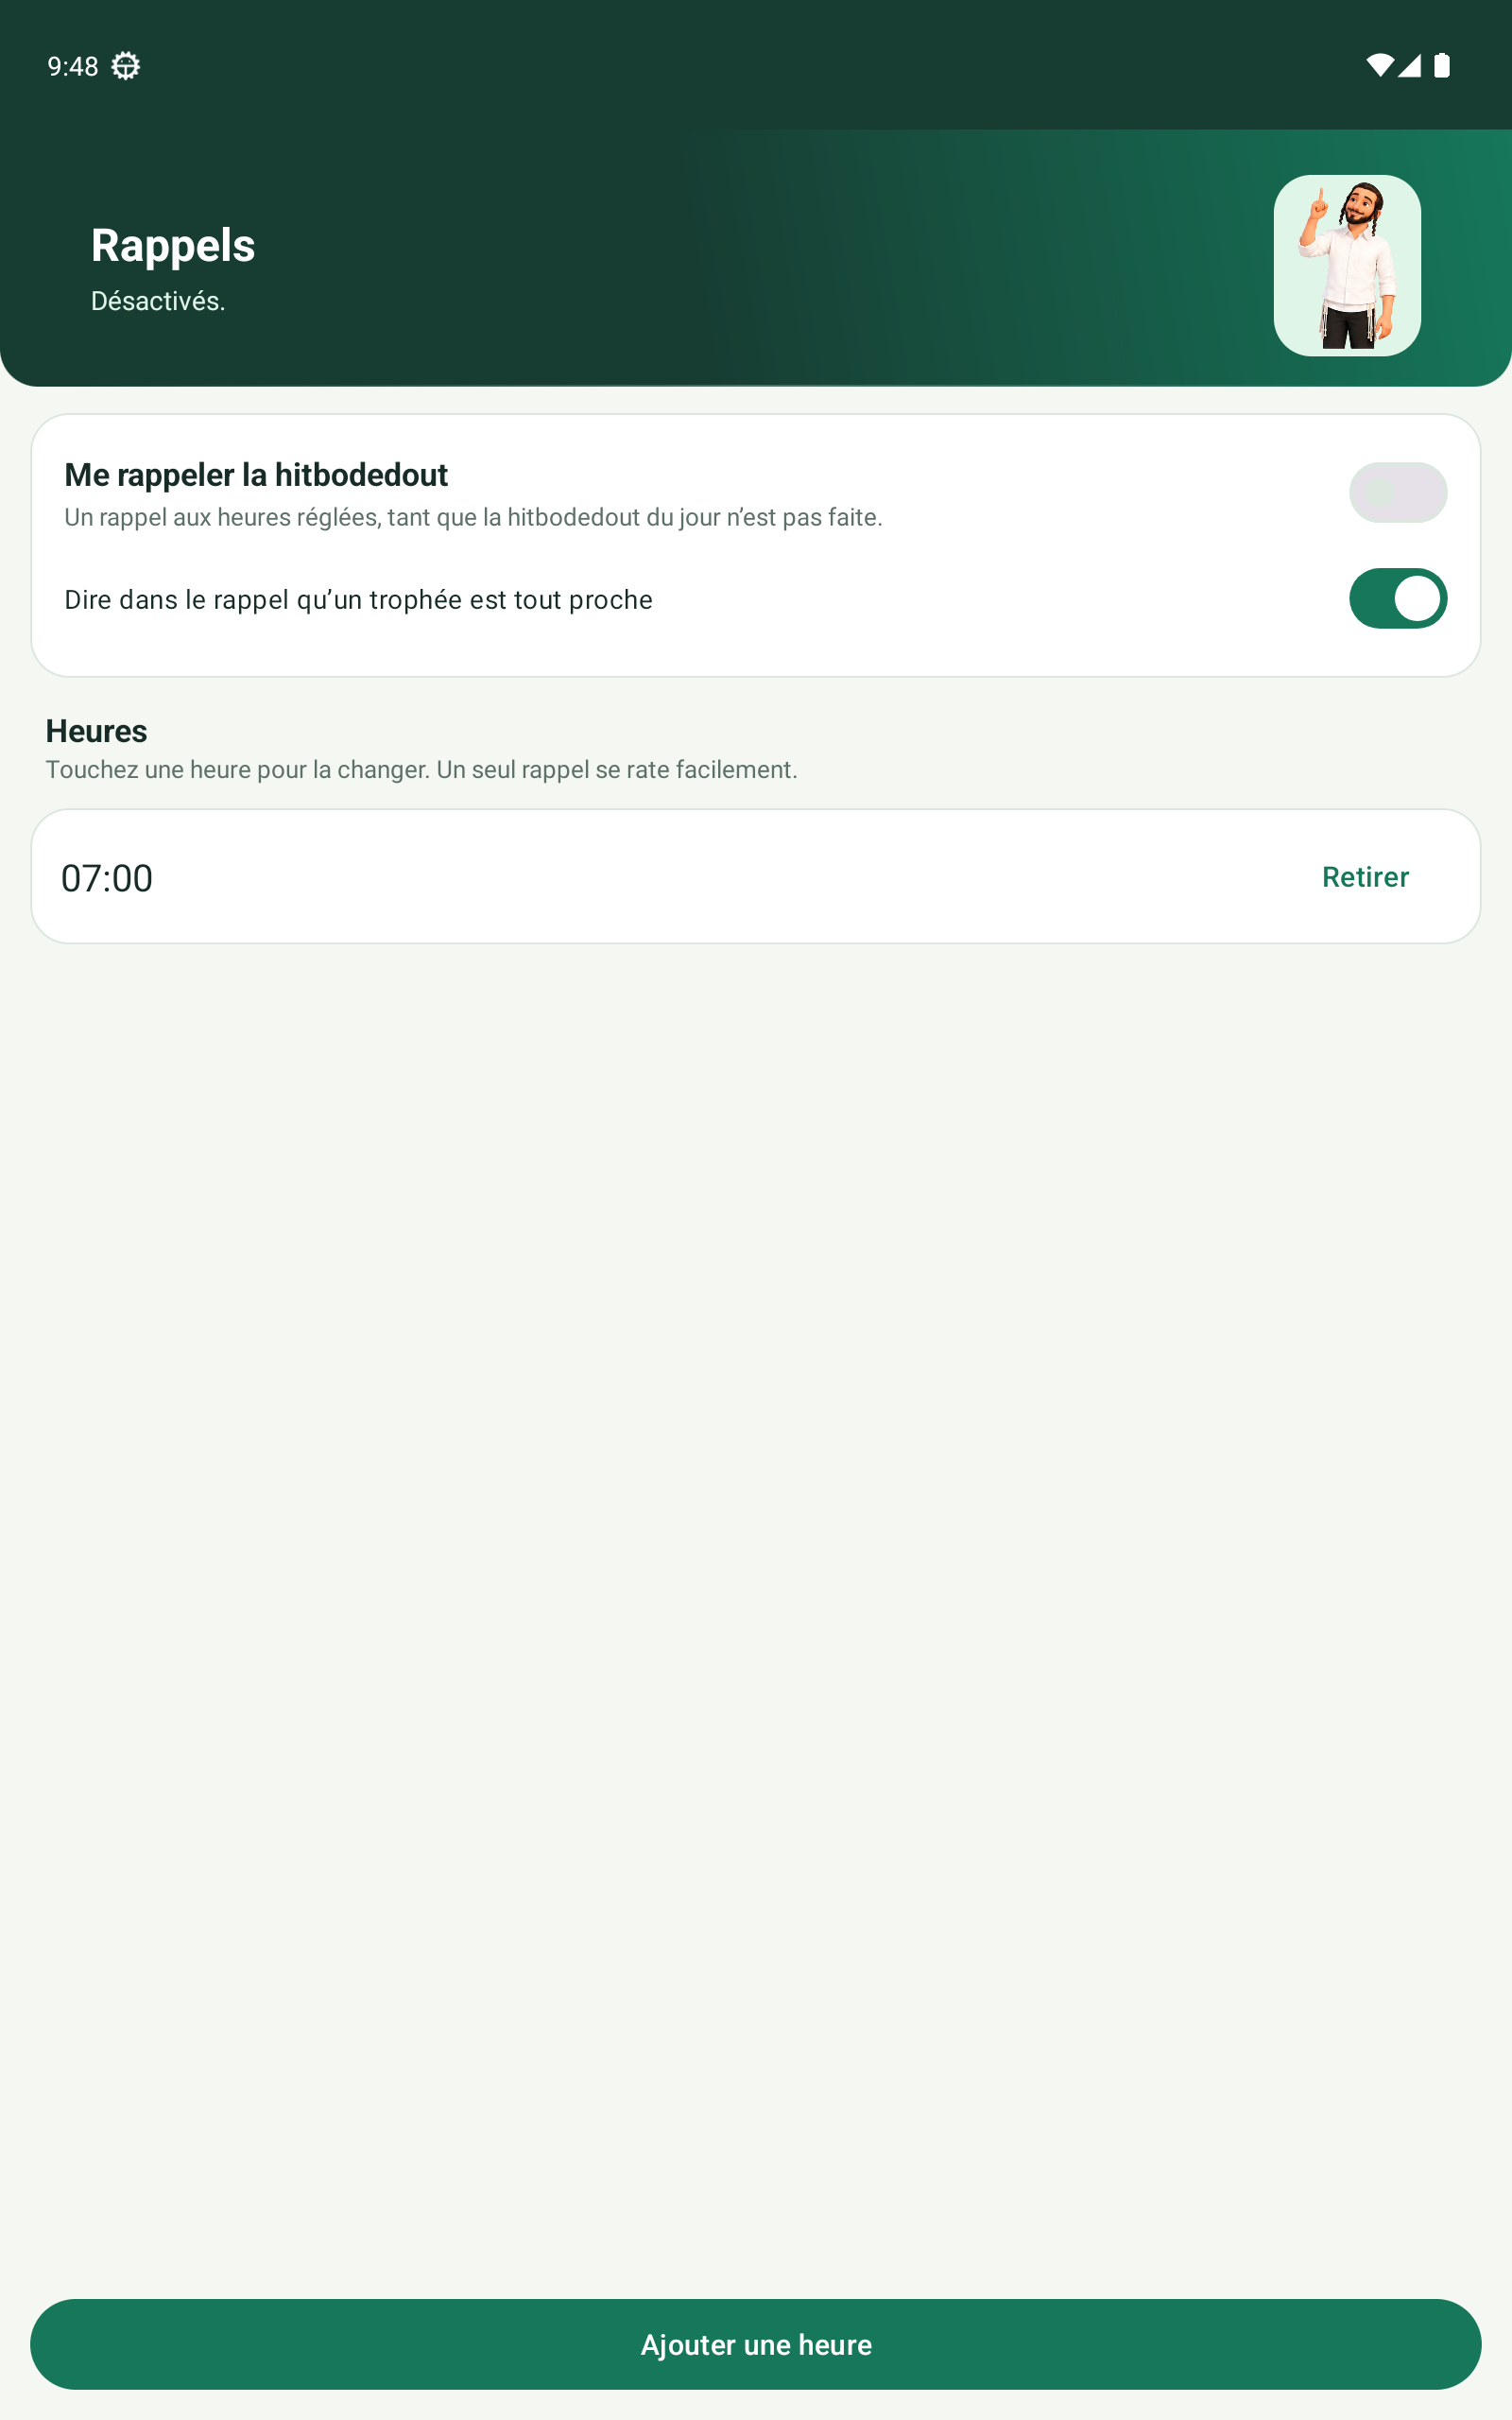 9:48
Rappels
Désactivés.
Me rappeler la hitbodedout
Un rappel aux heures réglées, tant que la hitbodedout du jour n’est pas faite.
Dire dans le rappel qu’un trophée est tout proche
Heures
Touchez une heure pour la changer. Un seul rappel se rate facilement.
07:00
Retirer
Ajouter une heure